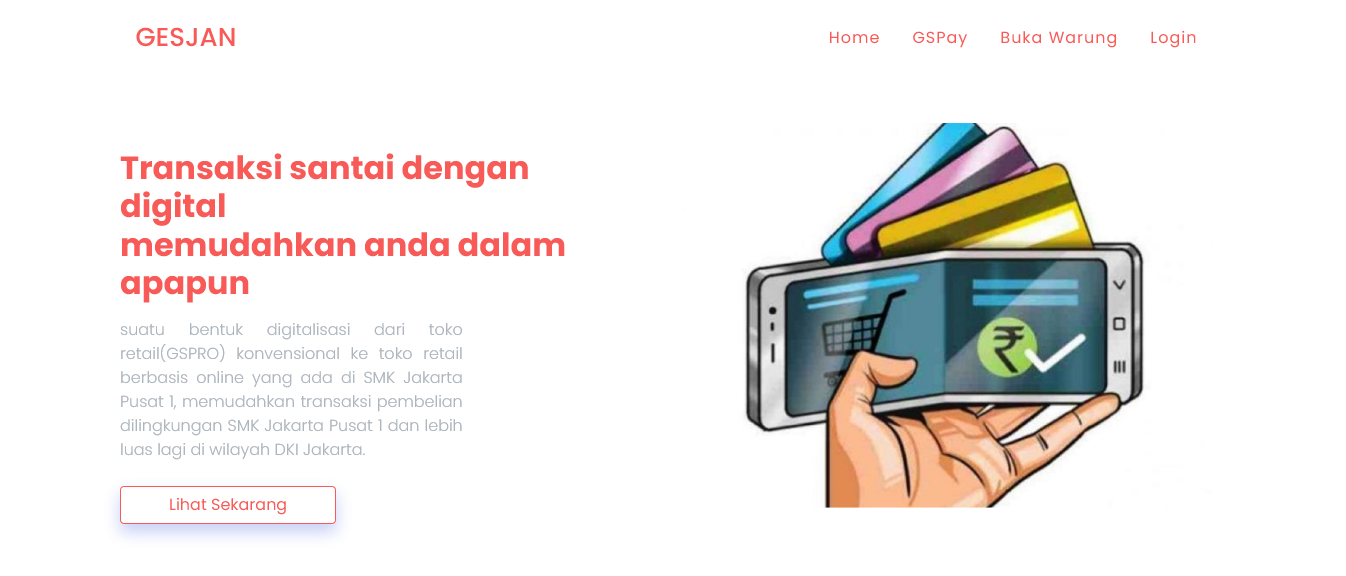 GESJAN
Home
GSPay
Buka Warung
Login
Transaksi santai dengan
digital
memudahkan anda dalam
apapun
suatu bentuk digitalisasi dari toko
retail(GSPRO) konvensional ke toko retail
berbasis online yang ada di SMK Jakarta
Pusat 1, memudahkan transaksi pembelian
dilingkungan SMK Jakarta Pusat 1 dan lebih
luas lagi di wilayah DKI Jakarta.
Lihat Sekarang
₹